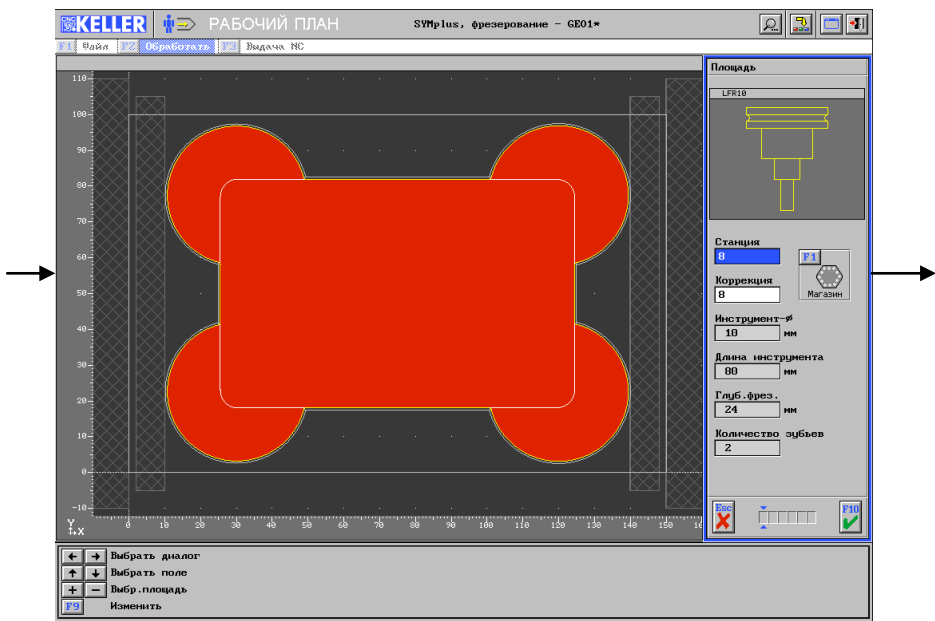 KELLER РАБОЧИЙ ПЛАН SYMplus, фрезерование - GEO1*
F1 Файл F2 Обработать F3 Выдача NC
Площадь
LFR10
110
100
90
80
70
60
50
40
30
20
10
0
-10
Y
X
0 10 20 30 40 50 60 70 80 90 100 110 120 130 140 150 16
Станция
8
F1
Магазин
Коррекция
8
Инструмент-ø
10 мм
Длина инструмента
80 мм
Глуб.фрез.
24 мм
Количество зубьев
2
Esc
F10
← → Выбрать диалог
↑ ↓ Выбрать поле
+ − Выбр.площадь
F9 Изменить